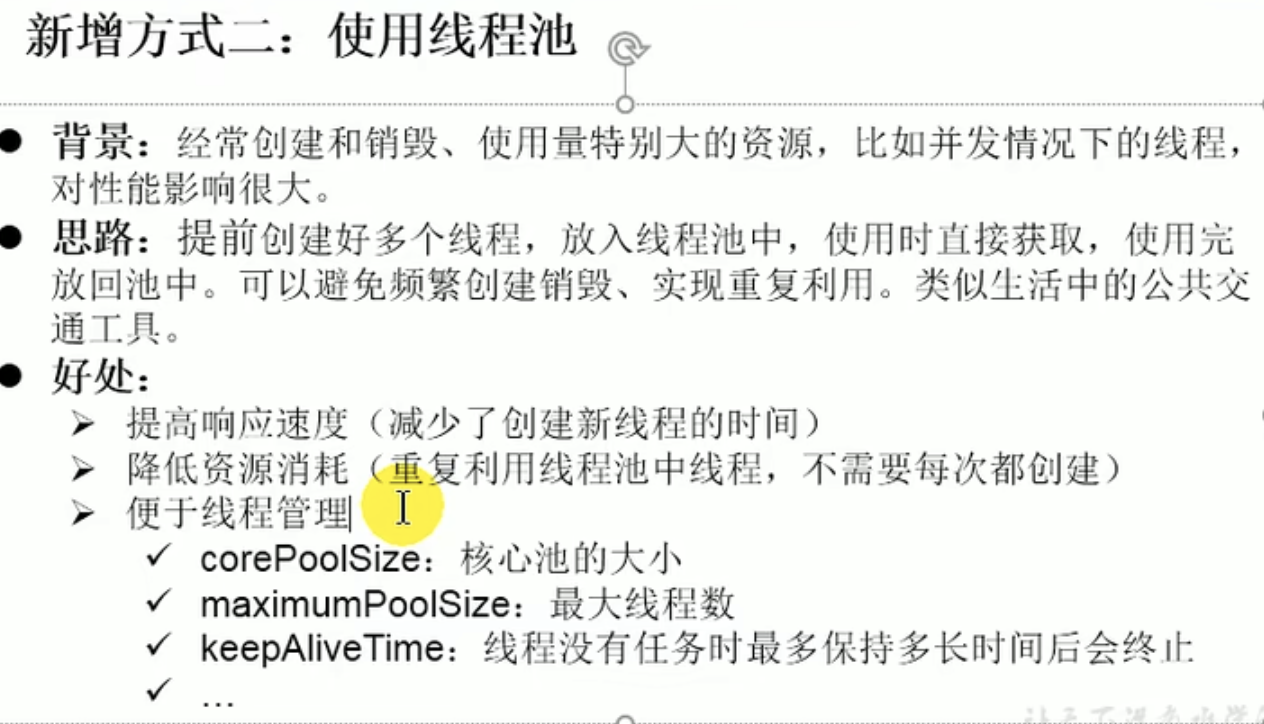 新增方式二：使用线程池
背景：经常创建和销毁、使用量特别大的资源，比如并发情况下的线程，
对性能影响很大。
思路：提前创建好多个线程，放入线程池中，使用时直接获取，使用完
放回池中。可以避免频繁创建销毁、实现重复利用。类似生活中的公共交
通工具。
好处：
提高响应速度（减少了创建新线程的时间）
降低资源消耗（重复利用线程池中线程，不需要每次都创建）
便于线程管理
corePoolSize：核心池的大小
maximumPoolSize：最大线程数
keepAliveTime：线程没有任务时最多保持多长时间后会终止
…